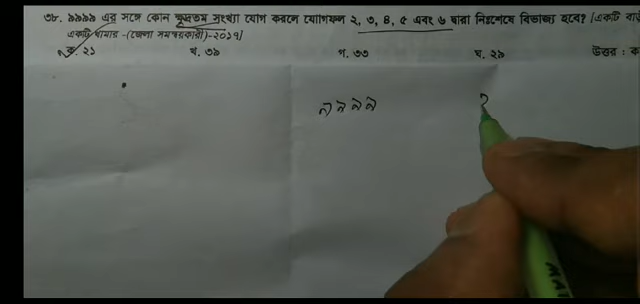 ৩৮. ৯৯৯৯ এর সঙ্গে কোন ক্ষুদ্রতম সংখ্যা যোগ করলে যোগফল ২, ৩, ৪, ৫ এবং ৬ দ্বারা নিঃশেষে বিভাজ্য হবে? [একটি বা
একটি খামার -(জেলা সমন্বয়কারী)-২০১৭]
ক. ২১ খ. ৩৯ গ. ৩৩ ঘ. ২৯ উত্তর : ক
৯৯৯৯